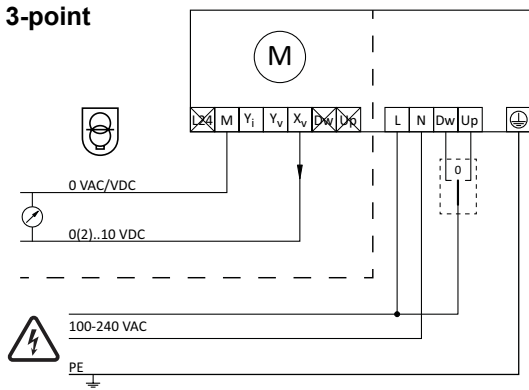 3-point
M
L24 M Yi Yv Xv Dw Up L N Dw Up
0
0 VAC/VDC
0(2)..10 VDC
100-240 VAC
PE